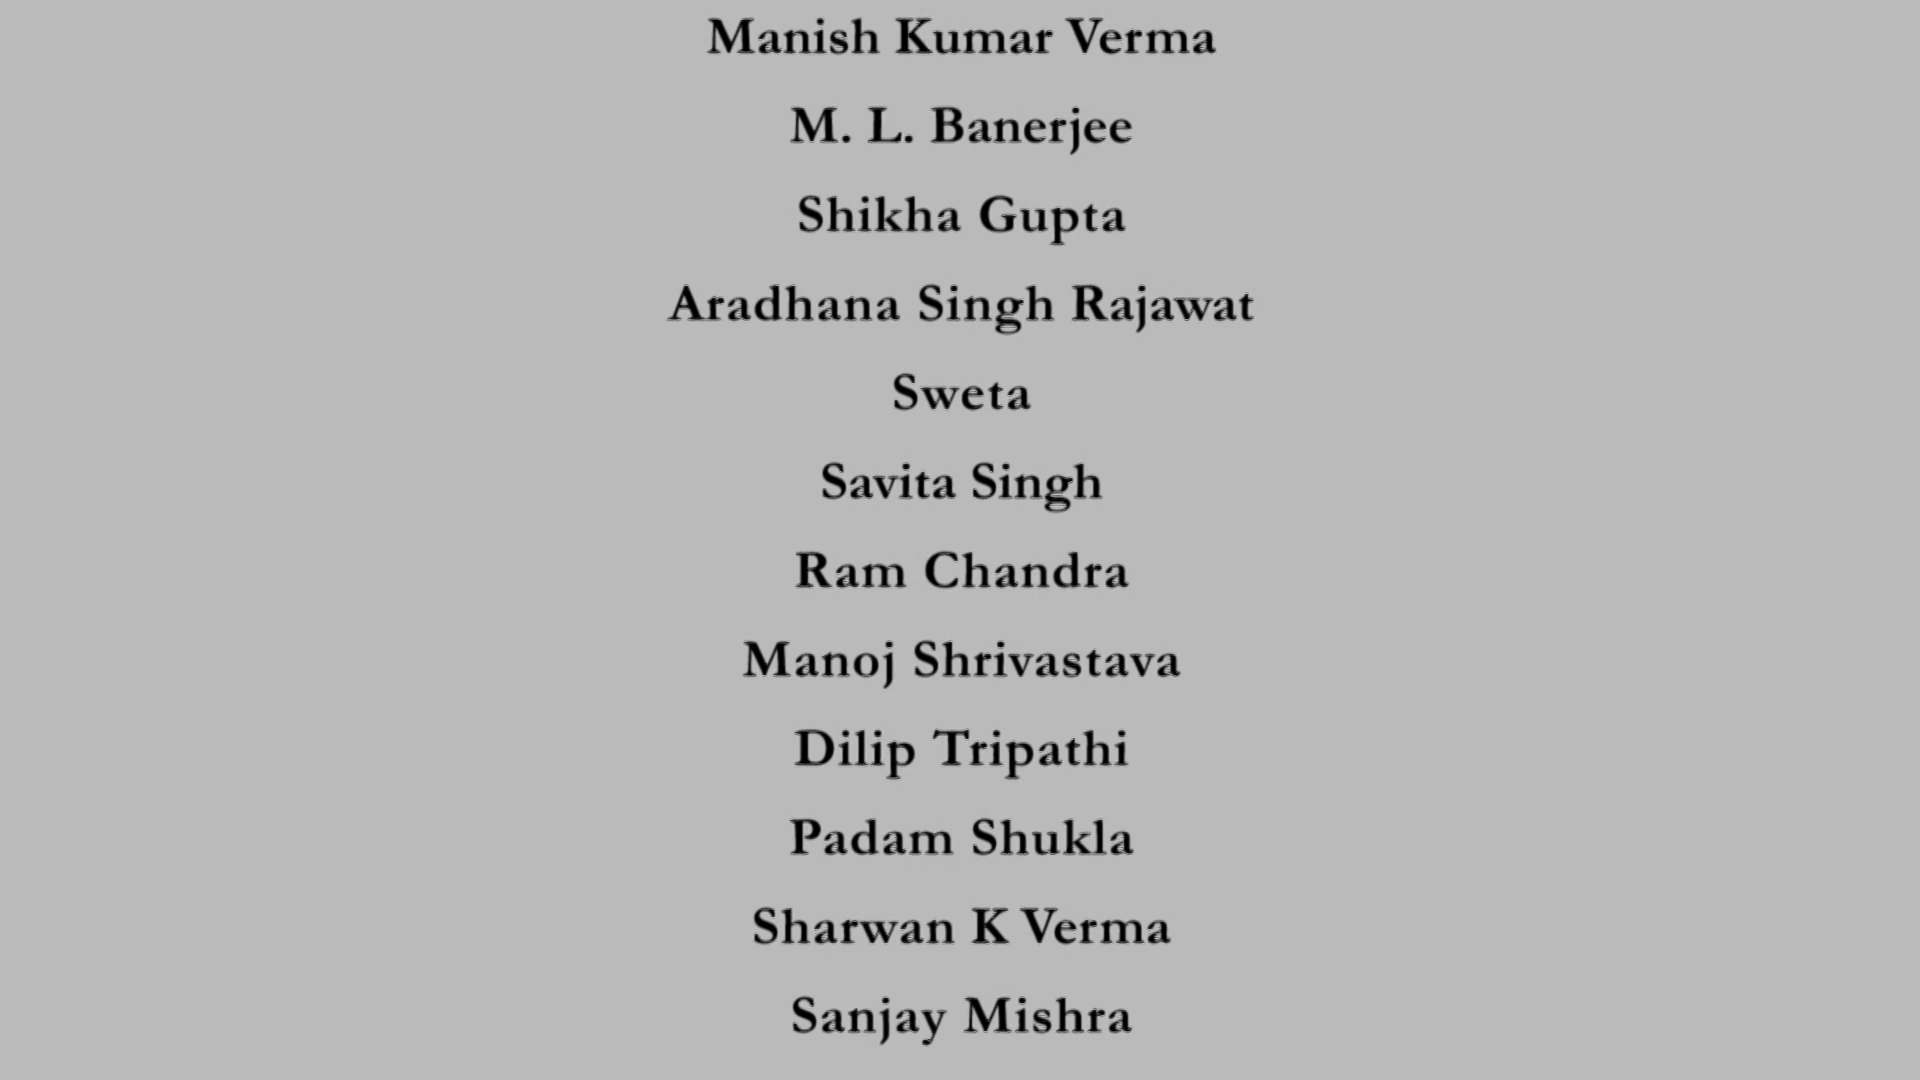 Manish Kumar Verma
M. L. Banerjee
Shikha Gupta
Aradhana Singh Rajawat
Sweta
Savita Singh
Ram Chandra
Manoj Shrivastava
Dilip Tripathi
Padam Shukla
Sharwan K Verma
Sanjay Mishra